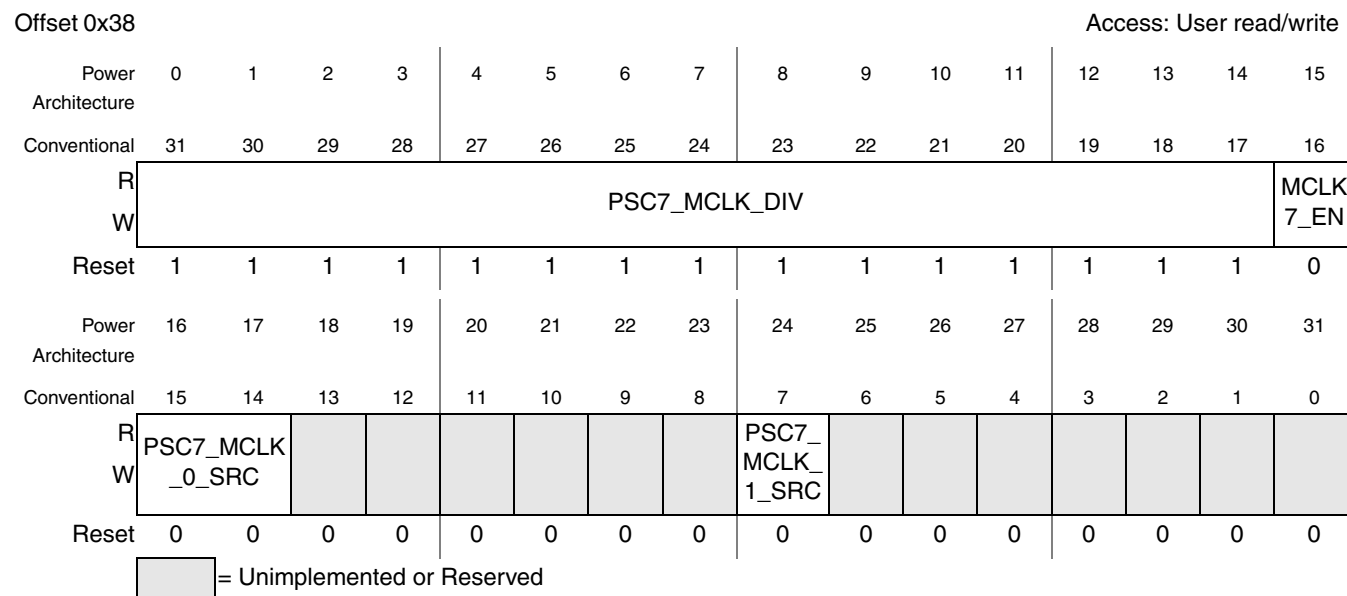 Offset 0x38 Access: User read/write
Power Architecture 0 1 2 3 4 5 6 7 8 9 10 11 12 13 14 15
Conventional 31 30 29 28 27 26 25 24 23 22 21 20 19 18 17 16
R
W
PSC7_MCLK_DIV
MCLK
7_EN
Reset 1 1 1 1 1 1 1 1 1 1 1 1 1 1 1 0
Power Architecture 16 17 18 19 20 21 22 23 24 25 26 27 28 29 30 31
Conventional 15 14 13 12 11 10 9 8 7 6 5 4 3 2 1 0
R
W
PSC7_MCLK
_0_SRC
PSC7_
MCLK_
1_SRC
Reset 0 0 0 0 0 0 0 0 0 0 0 0 0 0 0 0
= Unimplemented or Reserved